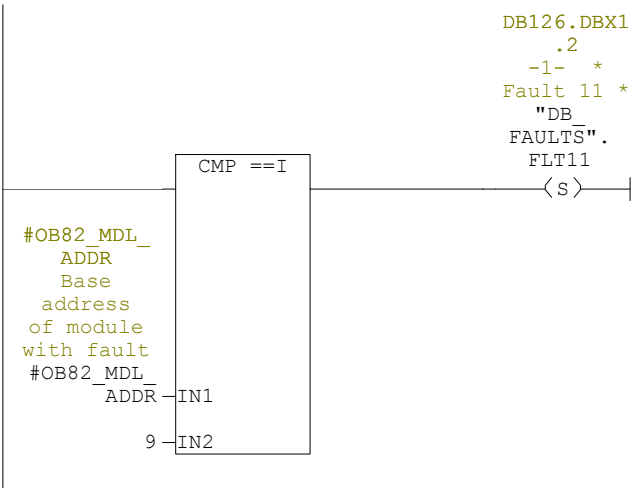 DB126.DBX1
.2
-1- *
Fault 11 *
"DB_
FAULTS".
FLT11
CMP ==I
S
#OB82_MDL_
ADDR
Base
address
of module
with fault
#OB82_MDL_
ADDR
IN1
9
IN2